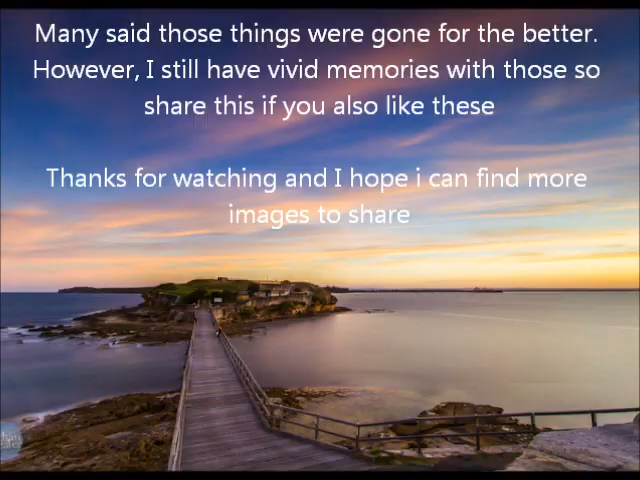 Many said those things were gone for the better.
However, I still have vivid memories with those so
share this if you also like these
Thanks for watching and I hope i can find more
images to share